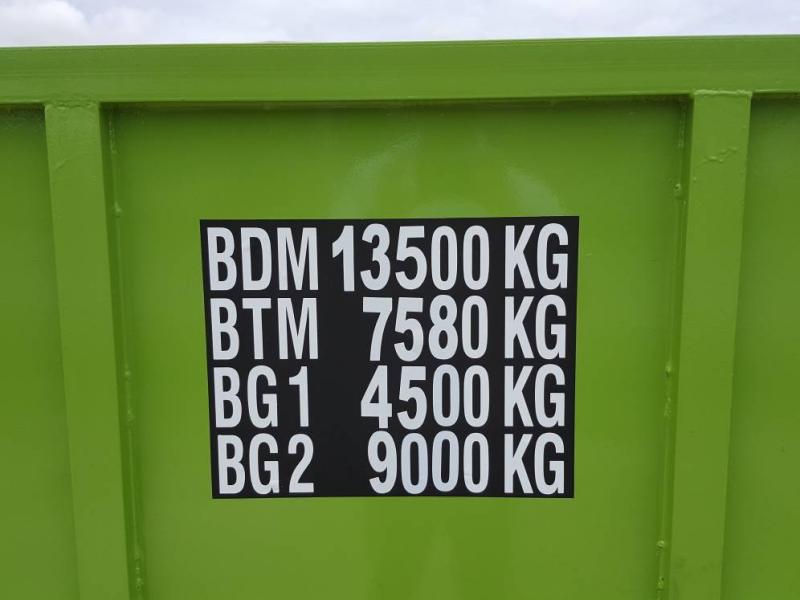 BDM 13500 KG
BTM 7580 KG
BG1 4500 KG
BG2 9000 KG